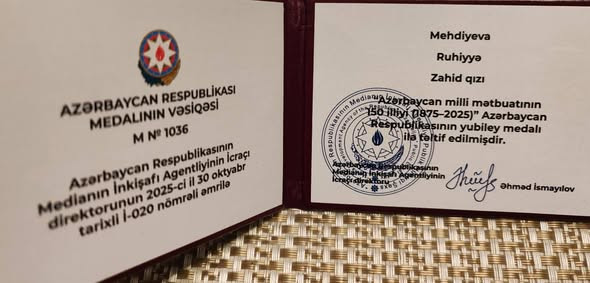 AZƏRBAYCAN RESPUBLİKASI
MEDALININ VƏSİQƏSİ
M № 1036
Azərbaycan Respublikasının
Medianın İnkişafı Agentliyinin İcraçı
direktorunun 2025-ci il 30 oktyabr
tarixli İ-020 nömrəli əmrilə
Mehdiyeva
Ruhiyyə
Zahid qızı
"Azərbaycan milli mətbuatının
150 illiyi (1875–2025)" Azərbaycan
Respublikasının yubiley medalı
ilə təltif edilmişdir.
Azərbaycan Respublikasının
Medianın İnkişafı Agentliyinin
İcraçı direktoru
Əhməd İsmayılov